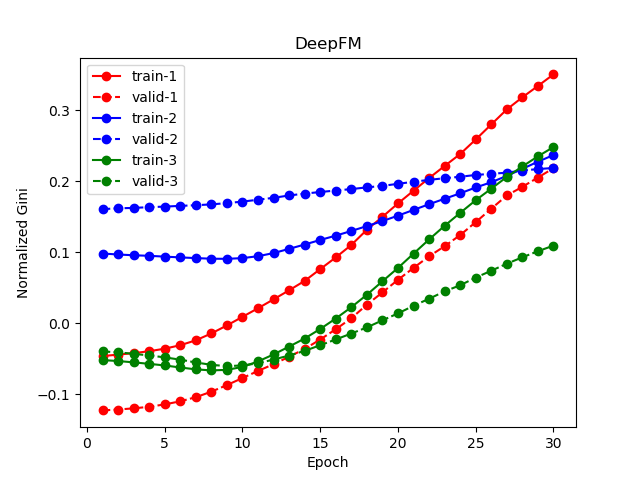 DeepFM
train-1
valid-1
train-2
valid-2
train-3
valid-3
Normalized Gini
0.3
0.2
0.1
0.0
−0.1
0 5 10 15 20 25 30
Epoch